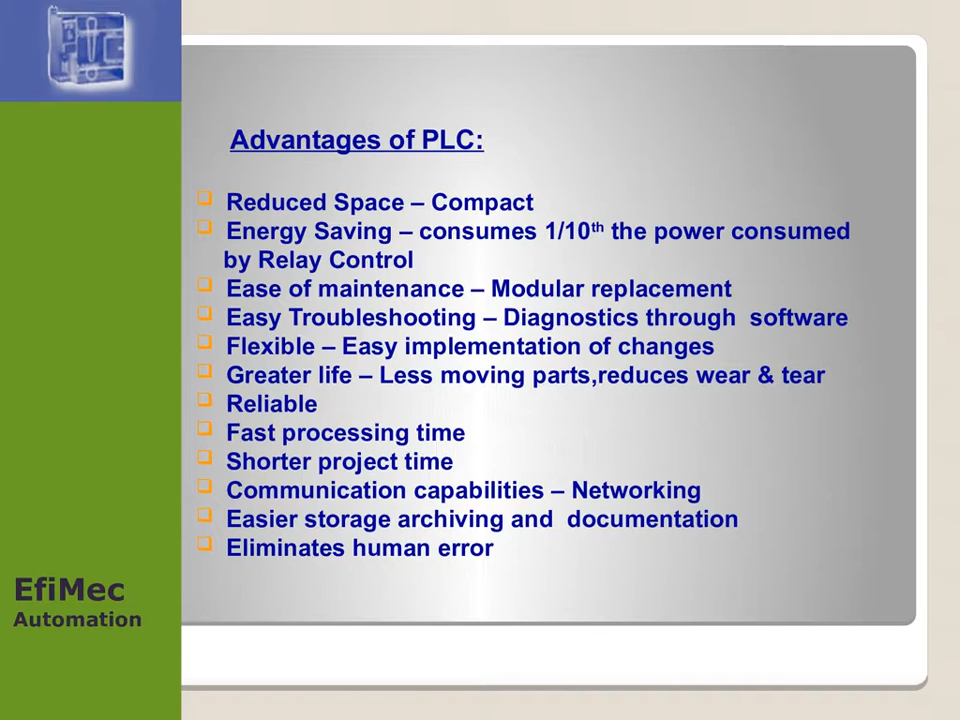 Advantages of PLC:
Reduced Space – Compact
Energy Saving – consumes 1/10th the power consumed
by Relay Control
Ease of maintenance – Modular replacement
Easy Troubleshooting – Diagnostics through  software
Flexible – Easy implementation of changes
Greater life – Less moving parts,reduces wear & tear
Reliable
Fast processing time
Shorter project time
Communication capabilities – Networking
Easier storage archiving and  documentation
Eliminates human error
EfiMec
Automation